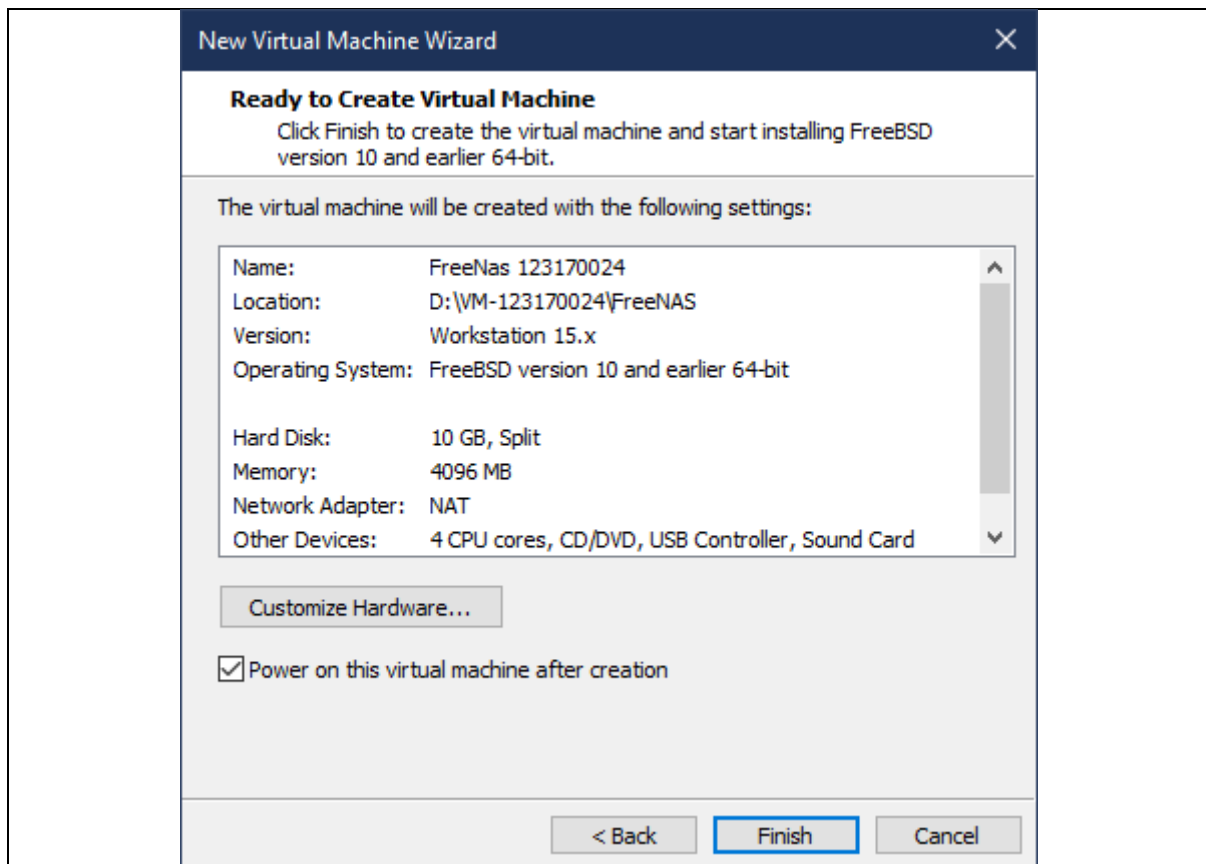 New Virtual Machine Wizard
Ready to Create Virtual Machine
Click Finish to create the virtual machine and start installing FreeBSD
version 10 and earlier 64-bit.
The virtual machine will be created with the following settings:
Name: FreeNas 123170024
Location: D:\VM-123170024\FreeNAS
Version: Workstation 15.x
Operating System: FreeBSD version 10 and earlier 64-bit
Hard Disk: 10 GB, Split
Memory: 4096 MB
Network Adapter: NAT
Other Devices: 4 CPU cores, CD/DVD, USB Controller, Sound Card
Customize Hardware...
Power on this virtual machine after creation
< Back Finish Cancel